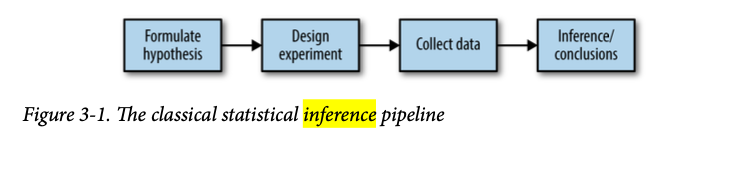 Formulate
hypothesis
Design
experiment
Collect data
Inference/
conclusions
Figure 3-1. The classical statistical inference pipeline